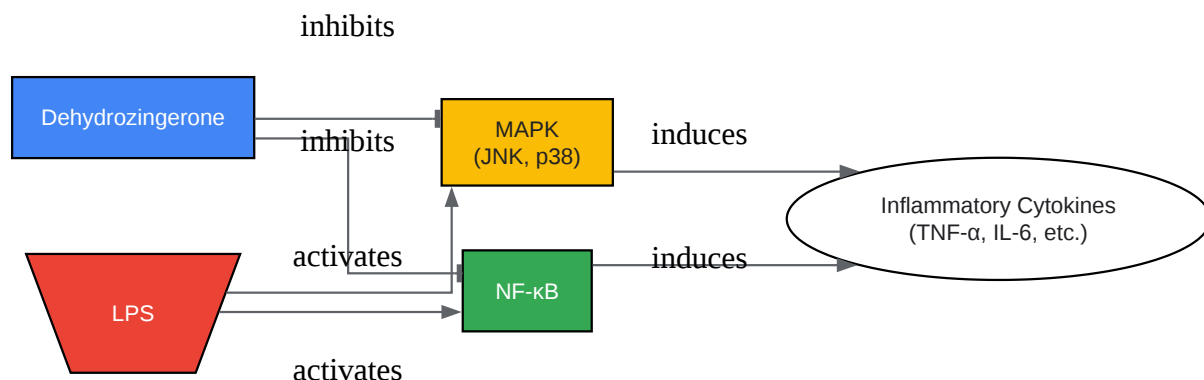 inhibits
Dehydrozingerone
inhibits
MAPK
(JNK, p38)
induces
Inflammatory Cytokines
(TNF-α, IL-6, etc.)
activates
induces
LPS
NF-κB
activates